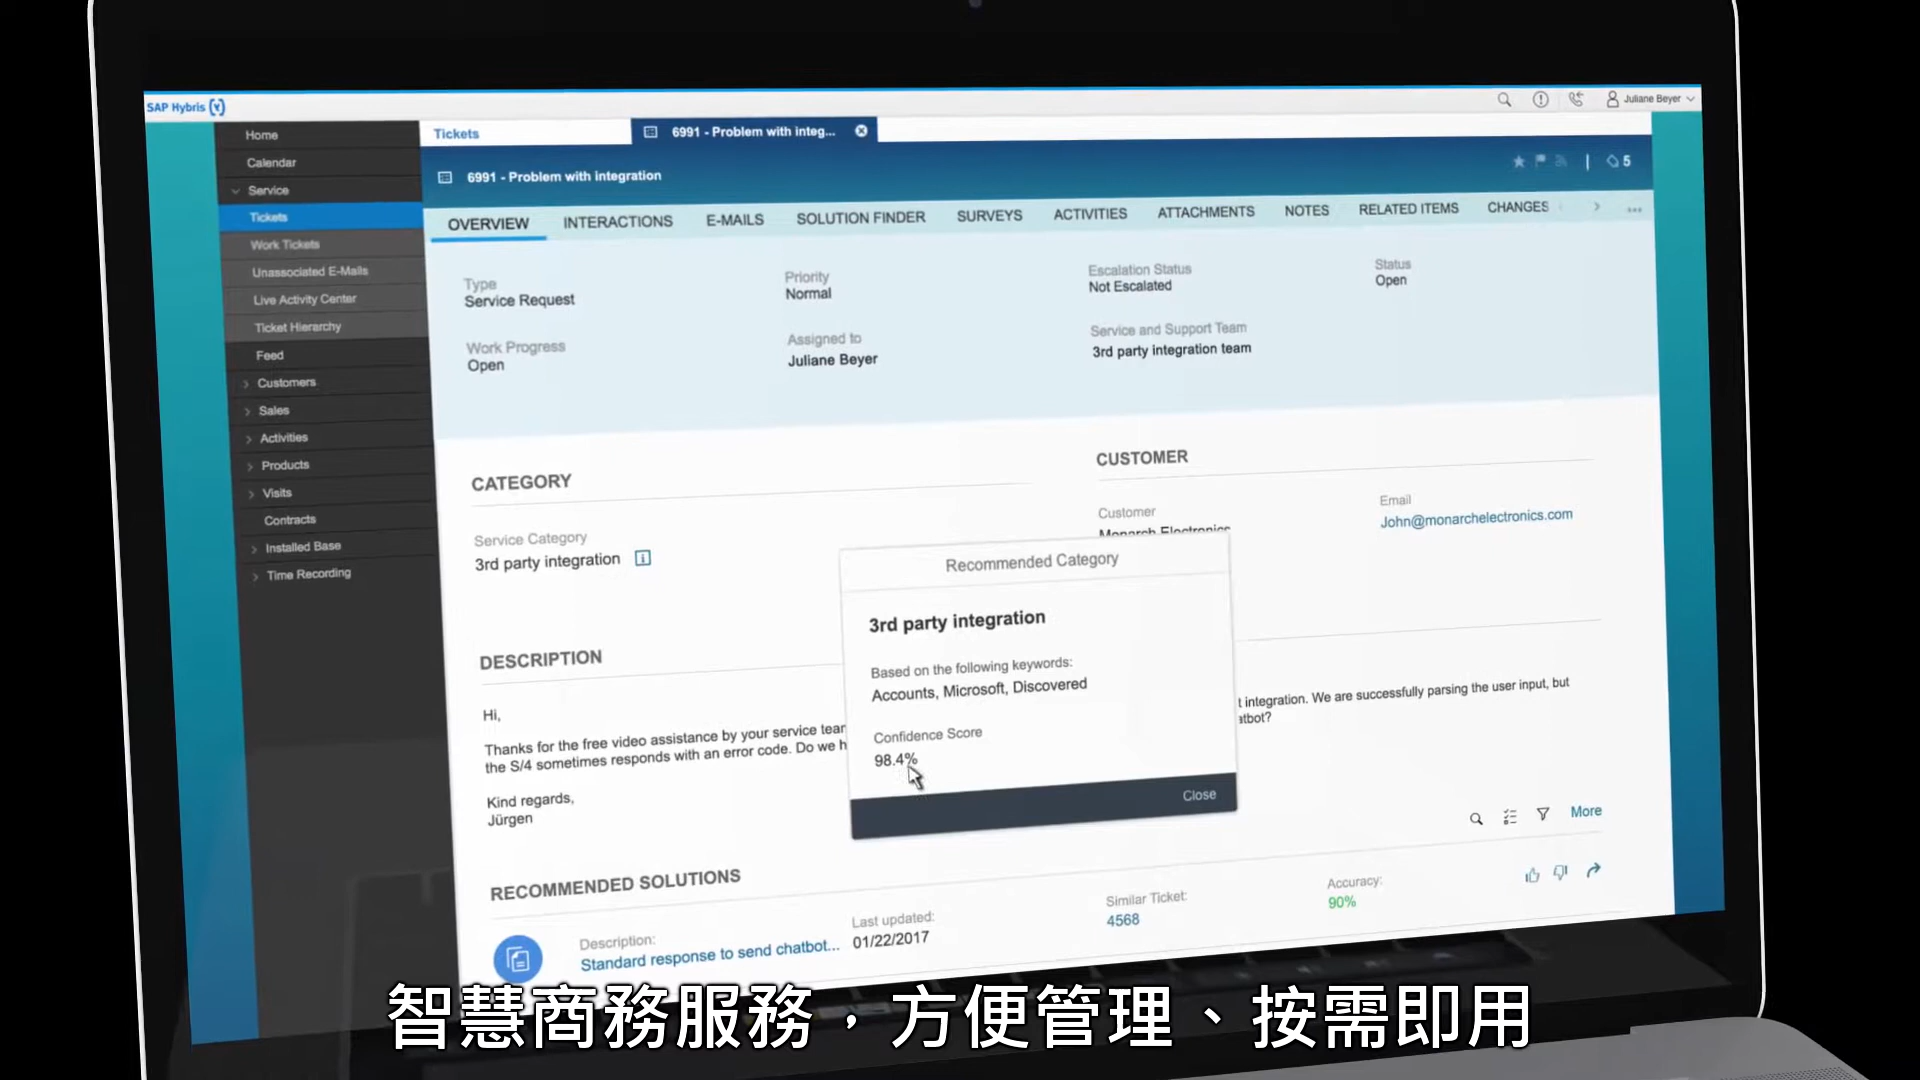 SAP Hybris (y)
Juliane Beyer
Home
Calendar
Service
Tickets
Work Tickets
Unassociated E-Mails
Live Activity Center
Ticket Hierarchy
Feed
Customers
Sales
Activities
Products
Visits
Contracts
Installed Base
Time Recording
Tickets
6991 - Problem with integ...
6991 - Problem with integration
5
OVERVIEW INTERACTIONS E-MAILS SOLUTION FINDER SURVEYS ACTIVITIES ATTACHMENTS NOTES RELATED ITEMS CHANGES
Type
Service Request
Priority
Normal
Escalation Status
Not Escalated
Status
Open
Work Progress
Open
Assigned to
Juliane Beyer
Service and Support Team
3rd party integration team
CATEGORY
Service Category
3rd party integration
CUSTOMER
Customer
Monarch Electronics
Email
John@monarchelectronics.com
Recommended Category
3rd party integration
Based on the following keywords:
Accounts, Microsoft, Discovered
Confidence Score
98.4%
Close
DESCRIPTION
Hi,
Thanks for the free video assistance by your service tear t integration. We are successfully parsing the user input, but
the S/4 sometimes responds with an error code. Do we h atbot?
Kind regards,
Jürgen
More
RECOMMENDED SOLUTIONS
Description:
Standard response to send chatbot...
Last updated:
01/22/2017
Similar Ticket:
4568
Accuracy:
90%
智慧商務服務，方便管理、按需即用